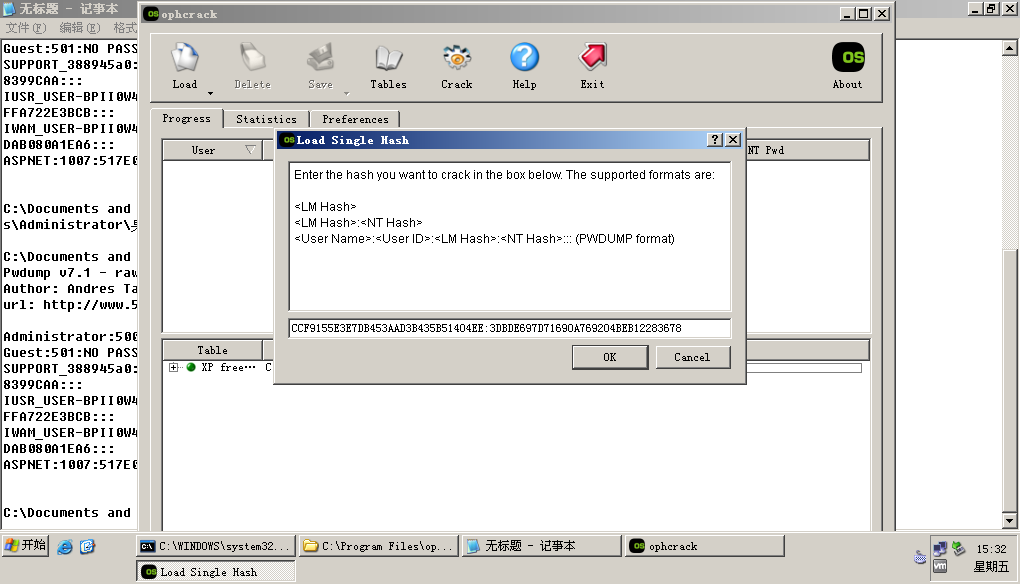 无标题 - 记事本
文件(F) 编辑(E) 格式
Guest:501:NO PASS
SUPPORT_388945a0:
8399CAA:::
IUSR_USER-BPII0W4
FFA722E3BCB:::
IWAM_USER-BPII0W4
DAB080A1EA6:::
ASPNET:1007:517E0
C:\Documents and
s\Administrator\
C:\Documents and
Pwdump v7.1 - raw
Author: Andres Ta
url: http://www.5
Administrator:500
Guest:501:NO PASS
SUPPORT_388945a0:
8399CAA:::
IUSR_USER-BPII0W4
FFA722E3BCB:::
IWAM_USER-BPII0W4
DAB080A1EA6:::
ASPNET:1007:517E0
C:\Documents and
OS ophcrack
Load Delete Save Tables Crack Help Exit OS About
Progress Statistics Preferences
User NT Pwd
Table
XP free… C
OS Load Single Hash
Enter the hash you want to crack in the box below. The supported formats are:
<LM Hash>
<LM Hash>:<NT Hash>
<User Name>:<User ID>:<LM Hash>:<NT Hash>::: (PWDUMP format)
CCF9155E3E7DB453AAD3B435B51404EE:3DBDE697D71690A769204BEB12283678
OK Cancel
开始 C:\WINDOWS\system32... C:\Program Files\op... 无标题 - 记事本 OS ophcrack
OS Load Single Hash
15:32
星期五